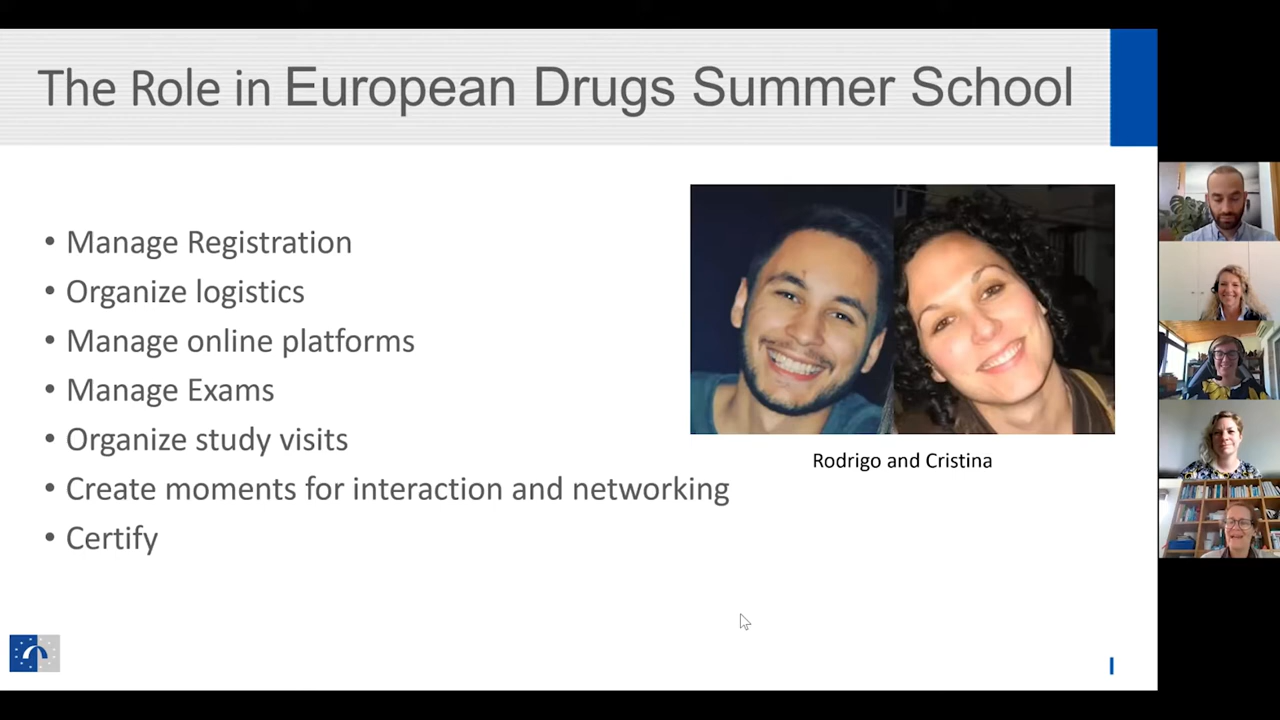 The Role in European Drugs Summer School
• Manage Registration
• Organize logistics
• Manage online platforms
• Manage Exams
• Organize study visits
• Create moments for interaction and networking
• Certify
Rodrigo and Cristina